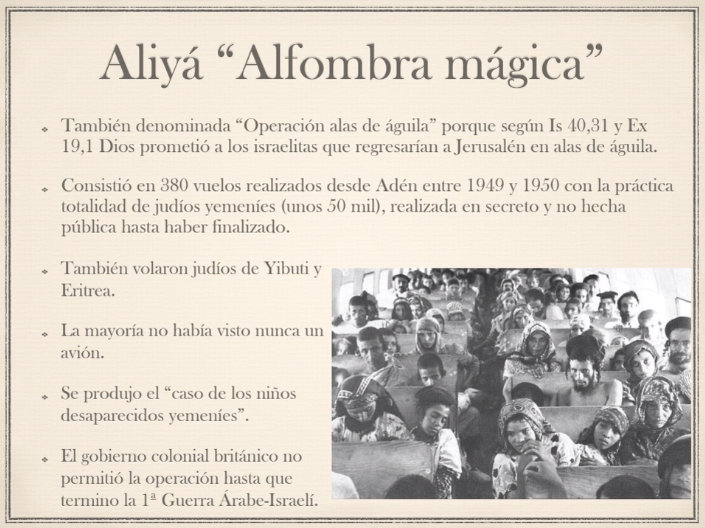 Aliyá “Alfombra mágica”
También denominada “Operación alas de águila” porque según Is 40,31 y Ex
19,1 Dios prometió a los israelitas que regresarían a Jerusalén en alas de águila.
Consistió en 380 vuelos realizados desde Adén entre 1949 y 1950 con la práctica
totalidad de judíos yemeníes (unos 50 mil), realizada en secreto y no hecha
pública hasta haber finalizado.
También volaron judíos de Yibuti y
Eritrea.
La mayoría no había visto nunca un
avión.
Se produjo el “caso de los niños
desaparecidos yemeníes”.
El gobierno colonial británico no
permitió la operación hasta que
termino la 1ª Guerra Árabe-Israelí.